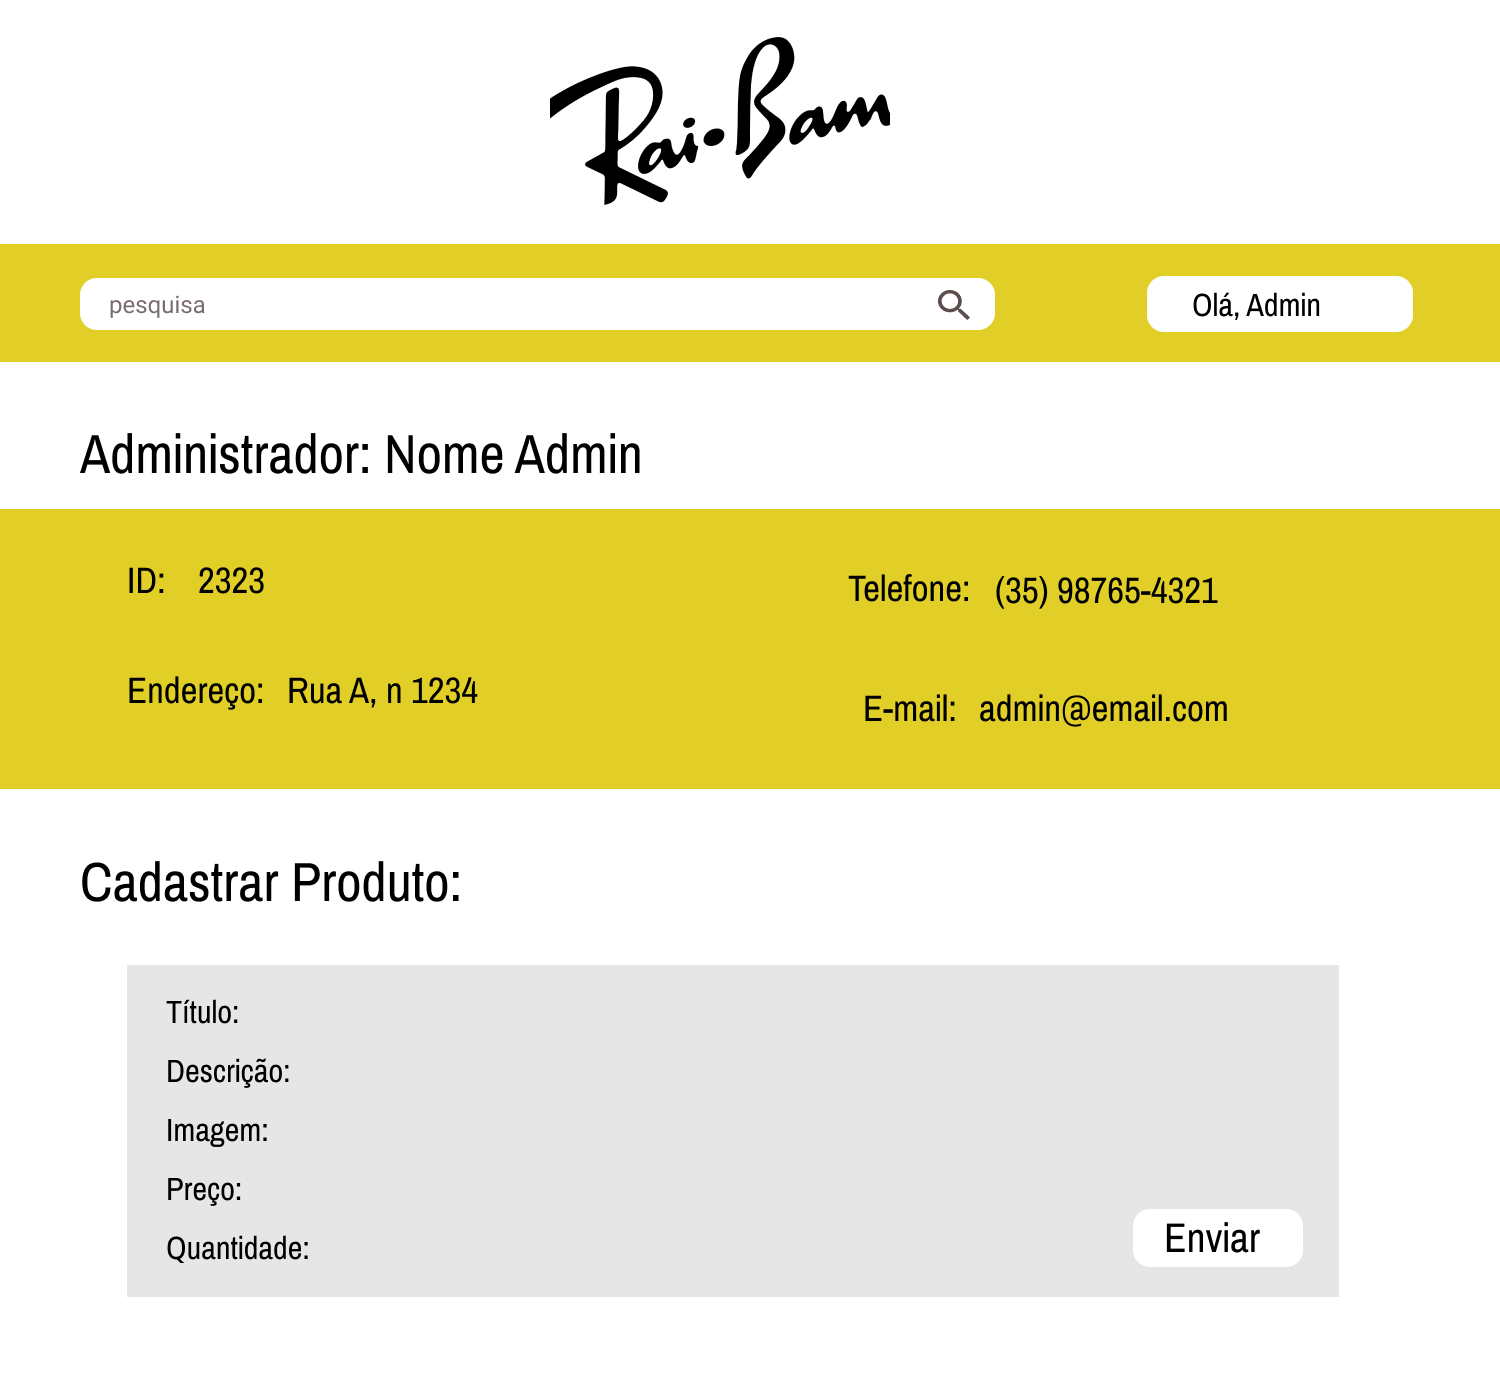 Rai-Bam
pesquisa
Olá, Admin
Administrador: Nome Admin
ID: 2323
Telefone: (35) 98765-4321
Endereço: Rua A, n 1234
E-mail: admin@email.com
Cadastrar Produto:
Título:
Descrição:
Imagem:
Preço:
Quantidade:
Enviar